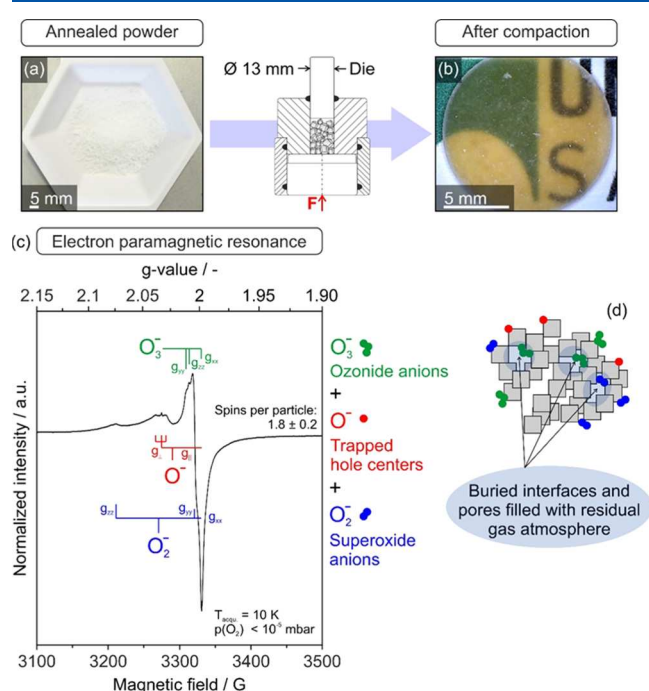 Annealed powder
After compaction
(a)
5 mm
Ø 13 mm
Die
F
(b)
U
S
5 mm
(c)
Electron paramagnetic resonance
g-value / -
2.15 2.10 2.05 2 1.95 1.90
O₃⁻
gyy
gzz
gxx
Spins per particle:
1.8 ± 0.2
g⊥
g||
O⁻
gzz
gyy
gxx
O₂⁻
Tacqu. = 10 K
p(O₂) < 10⁻⁵ mbar
Normalized intensity / a.u.
3100 3200 3300 3400 3500
Magnetic field / G
O₃⁻
Ozonide anions
+
O⁻
Trapped
hole centers
+
O₂⁻
Superoxide
anions
(d)
Buried interfaces and
pores filled with residual
gas atmosphere